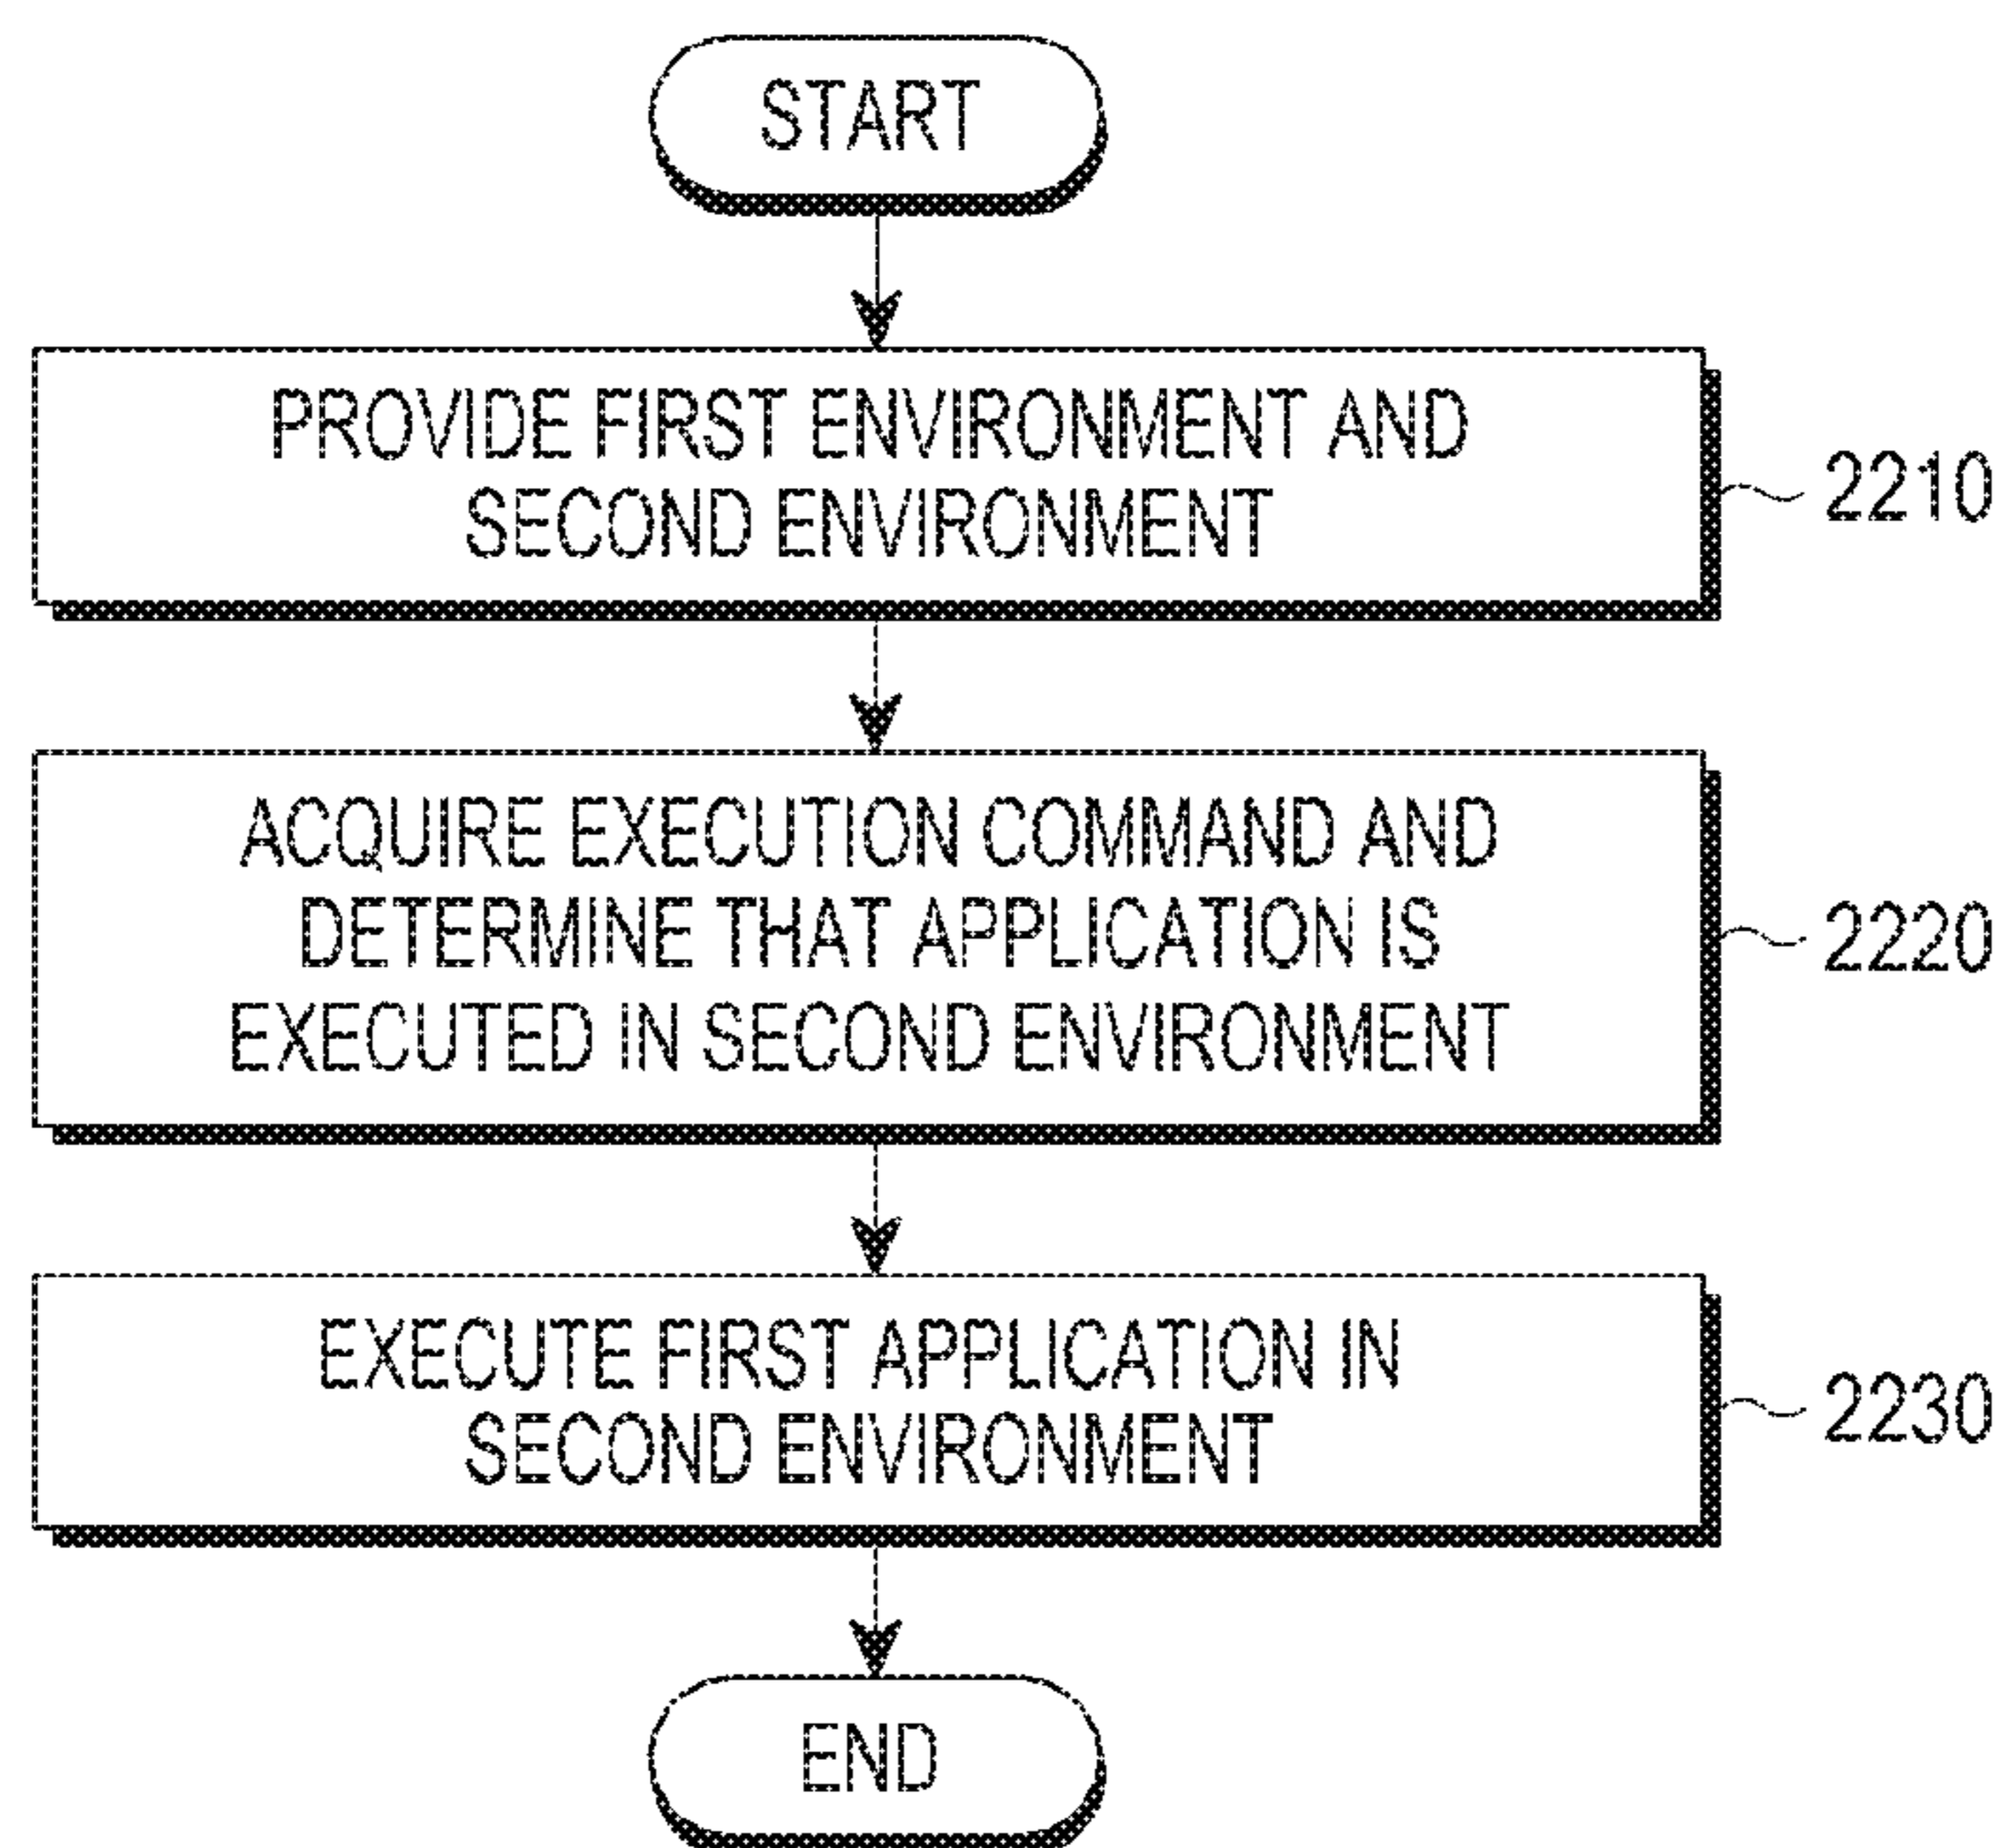 START
PROVIDE FIRST ENVIRONMENT AND
SECOND ENVIRONMENT
2210
ACQUIRE EXECUTION COMMAND AND
DETERMINE THAT APPLICATION IS
EXECUTED IN SECOND ENVIRONMENT
2220
EXECUTE FIRST APPLICATION IN
SECOND ENVIRONMENT
2230
END